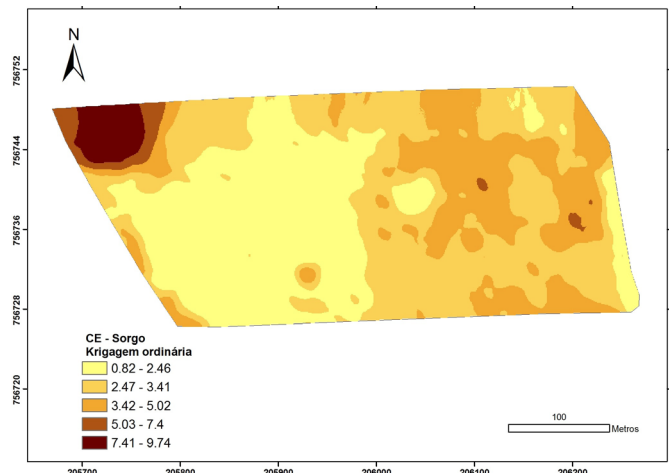 N
756752
756744
756736
756728
756720
CE - Sorgo
Krigagem ordinária
0.82 - 2.46
2.47 - 3.41
3.42 - 5.02
5.03 - 7.4
7.41 - 9.74
100
Metros
205700
205800
205900
206000
206100
206200